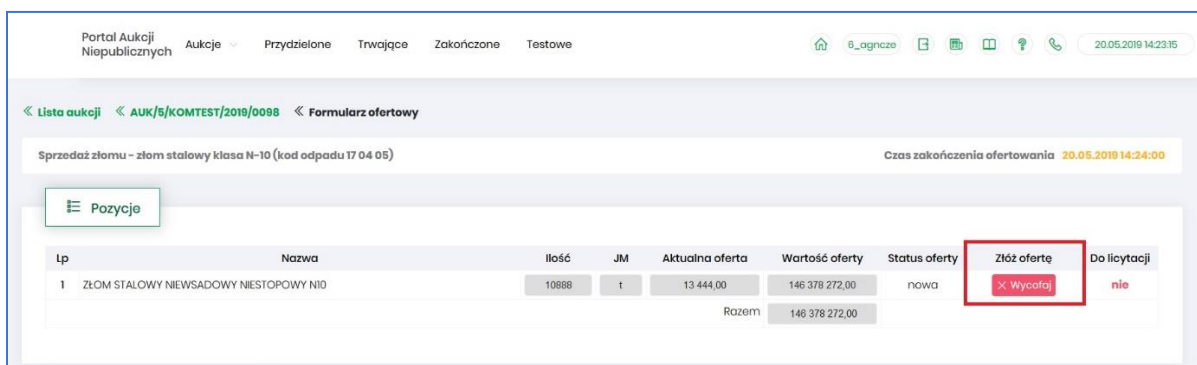 Portal Aukcji
Niepublicznych
Aukcje Przydzielone Trwające Zakończone Testowe 6_agncze 20.05.2019 14:23:15
Lista aukcji AUK/5/KOMTEST/2019/0098 Formularz ofertowy
Sprzedaż złomu - złom stalowy klasa N-10 (kod odpadu 17 04 05) Czas zakończenia ofertowania 20.05.2019 14:24:00
Pozycje
Lp Nazwa Ilość JM Aktualna oferta Wartość oferty Status oferty Złóż ofertę Do licytacji
1 ZŁOM STALOWY NIEWSADOWY NIESTOPOWY N10 10888 t 13 444,00 146 378 272,00 nowa × Wycofaj nie
Razem 146 378 272,00